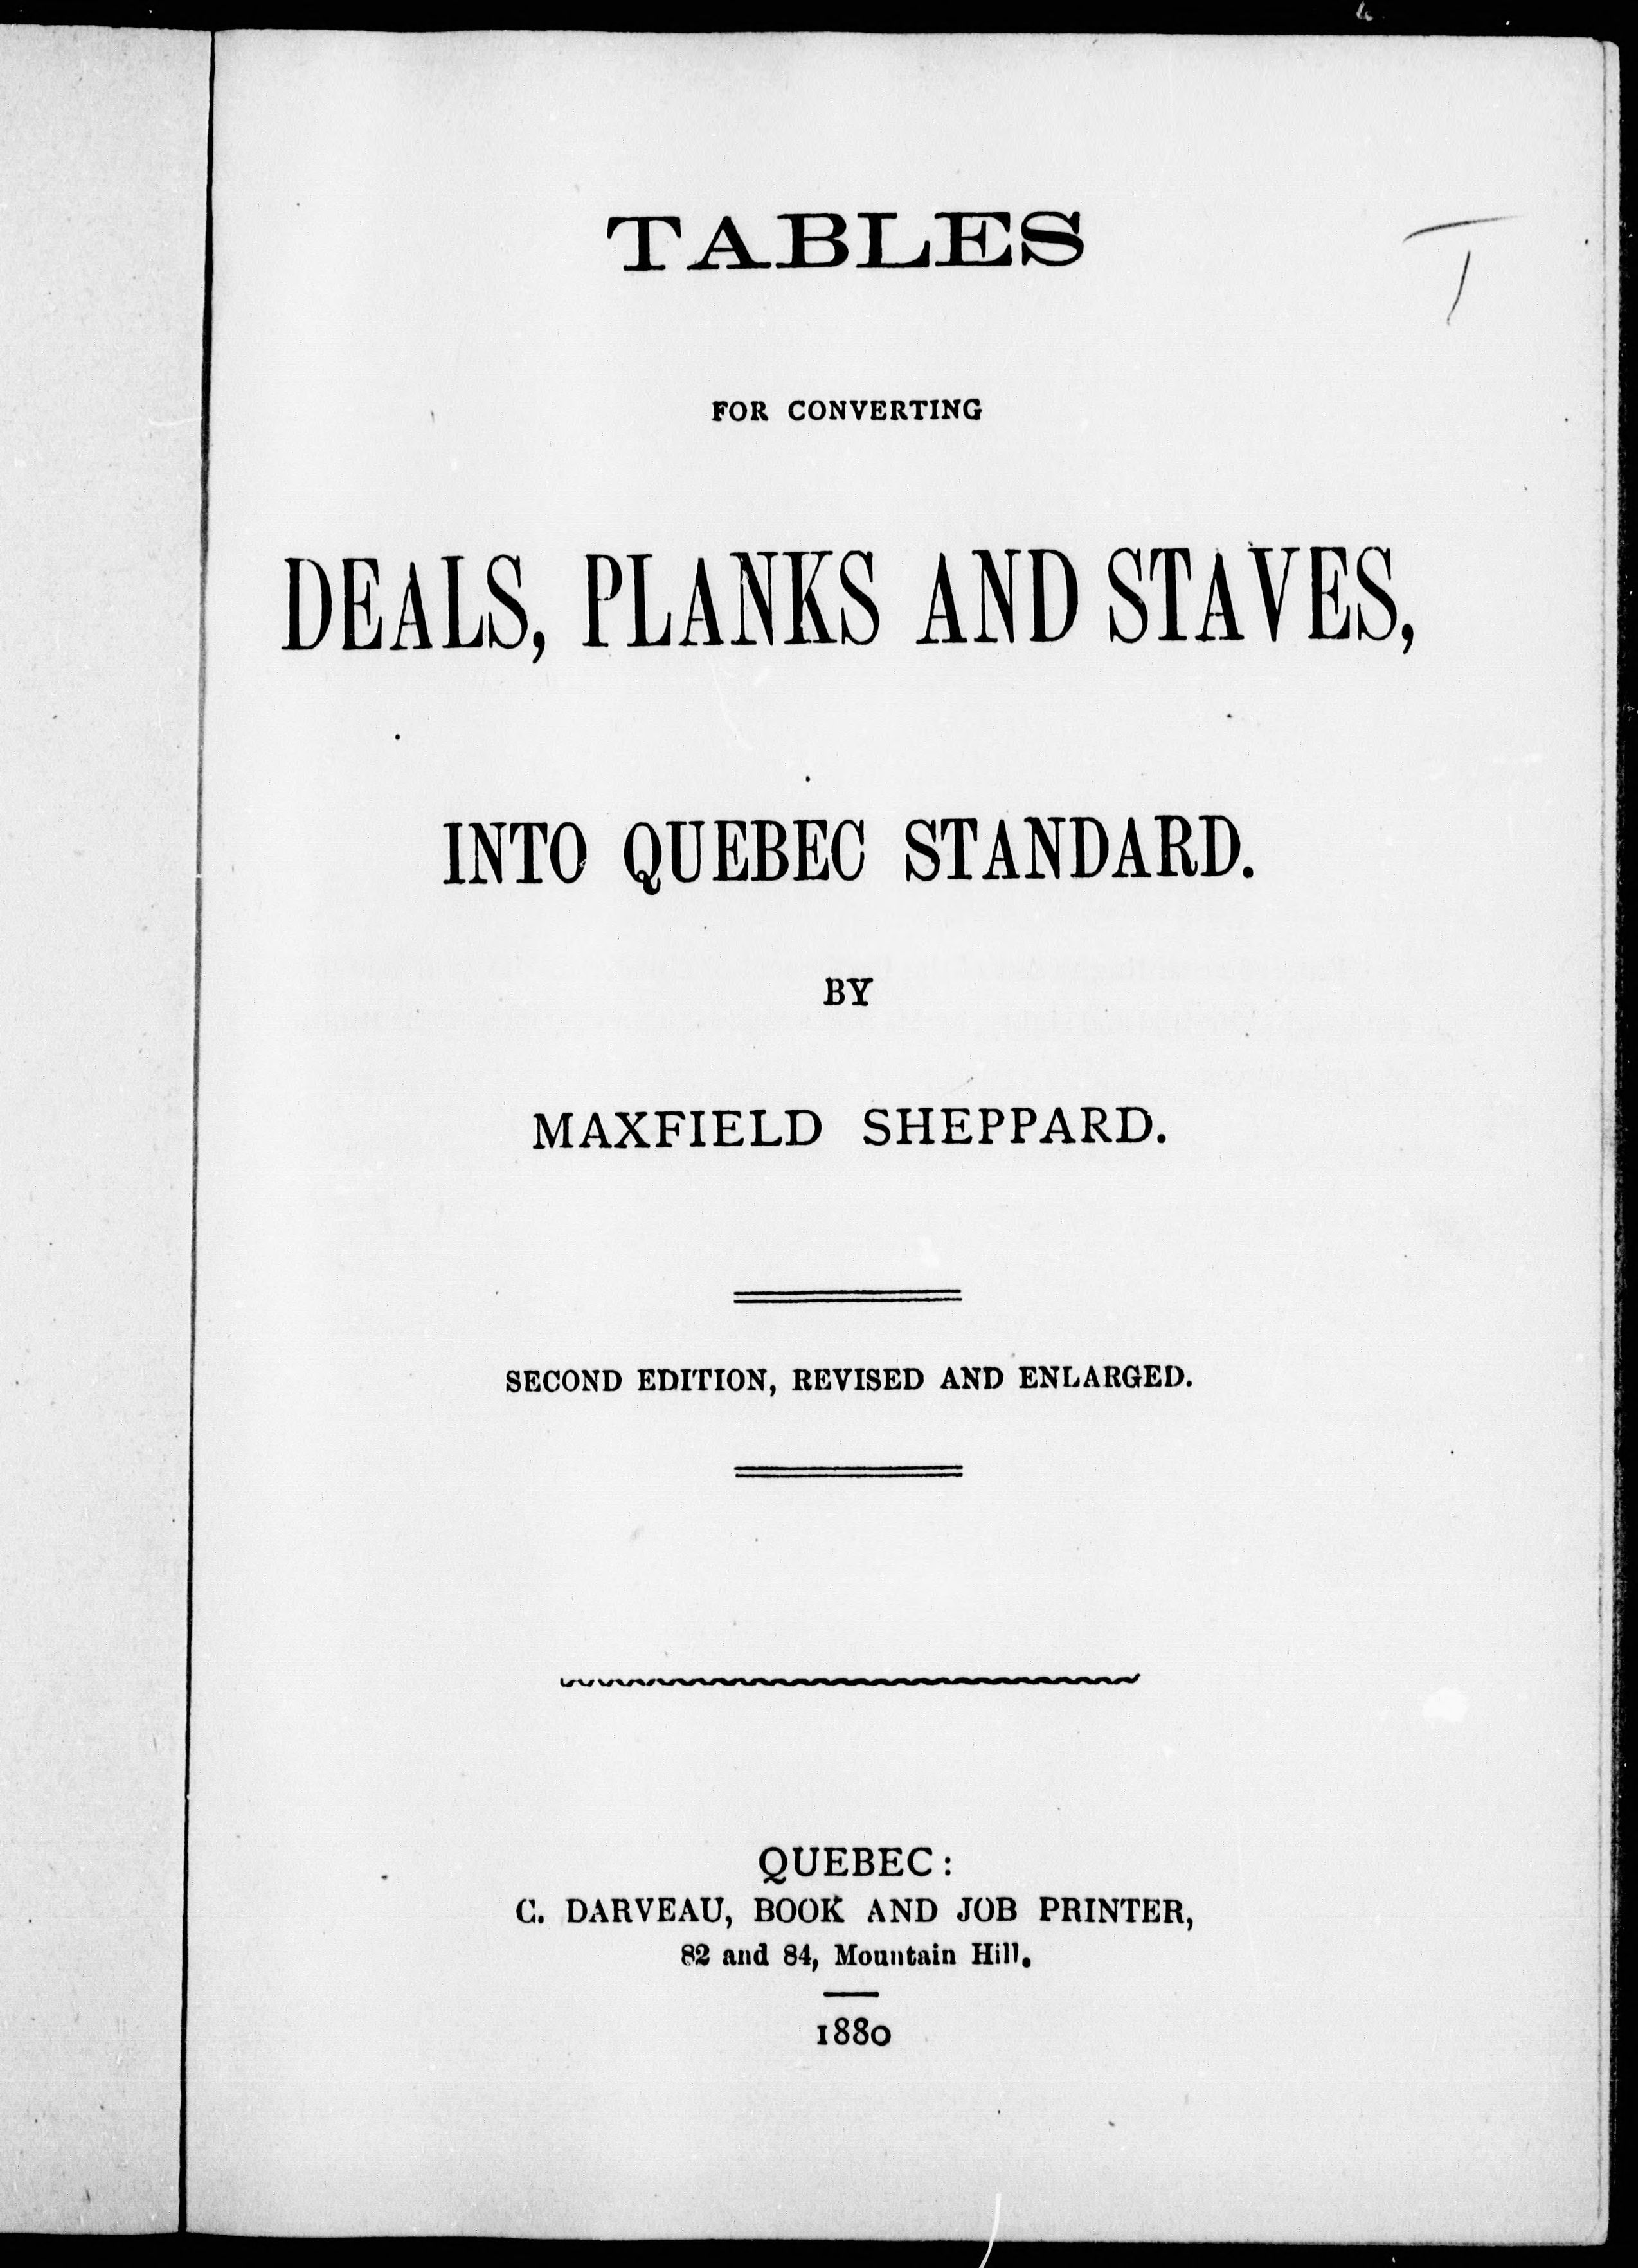 TABLES
FOR CONVERTING
DEALS, PLANKS AND STAVES,
INTO QUEBEC STANDARD.
BY
MAXFIELD SHEPPARD.
SECOND EDITION, REVISED AND ENLARGED.
QUEBEC:
C. DARVEAU, BOOK AND JOB PRINTER,
82 and 84, Mountain Hill.
1880